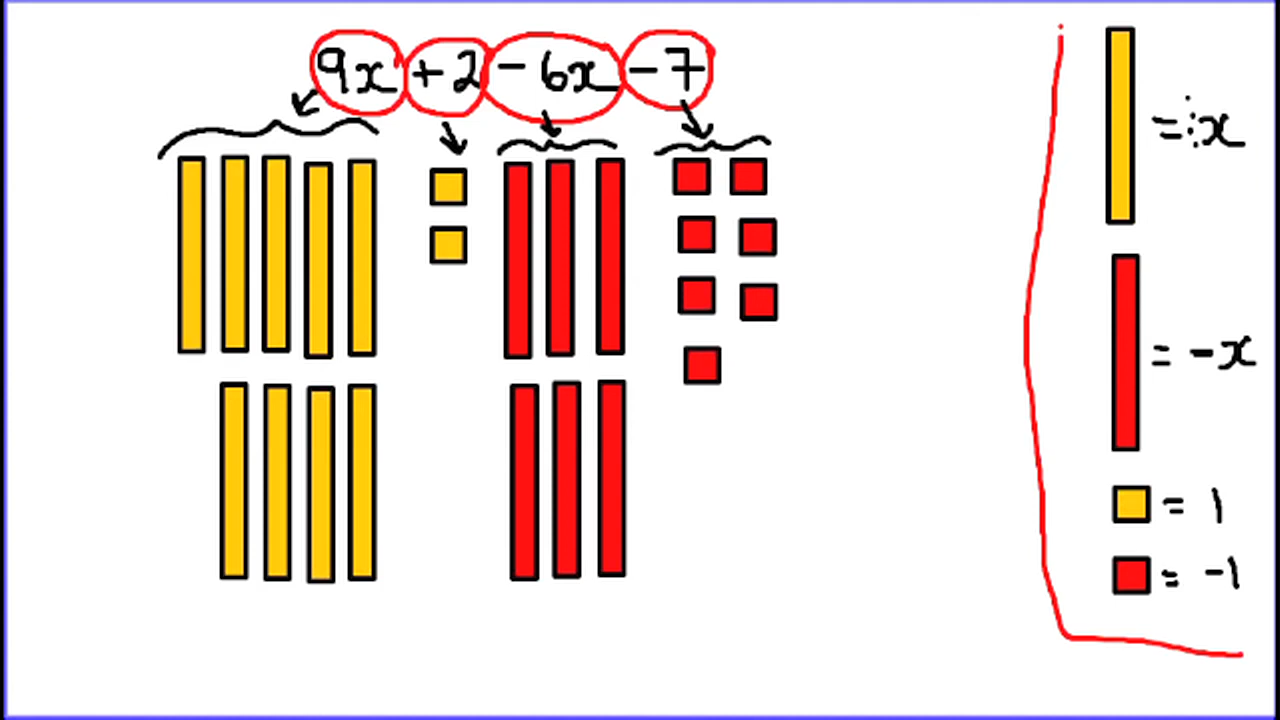 9x + 2 - 6x - 7
= x
= -x
= 1
= -1